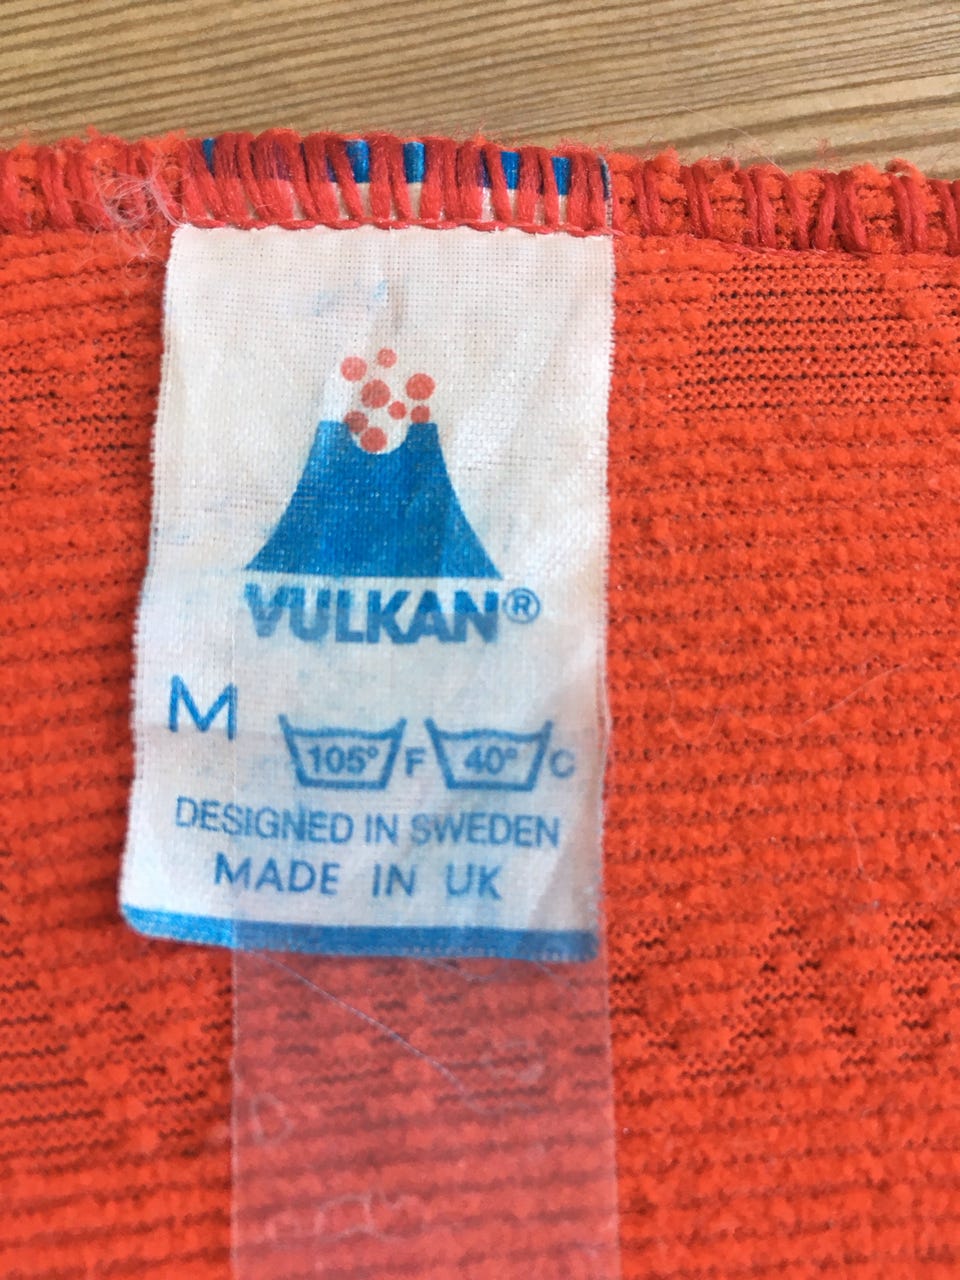 VULKAN®
M
105° F 40° C
DESIGNED IN SWEDEN
MADE IN UK